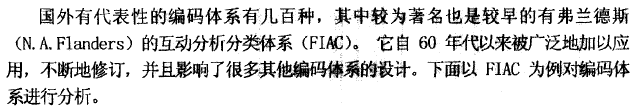 国外有代表性的编码体系有几百种，其中较为著名也是较早的有弗兰德斯
（N.A.Flanders）的互动分析分类体系（FIAC）。它自 60 年代以来被广泛地加以应
用，不断地修订，并且影响了很多其他编码体系的设计。下面以 FIAC 为例对编码体
系进行分析。